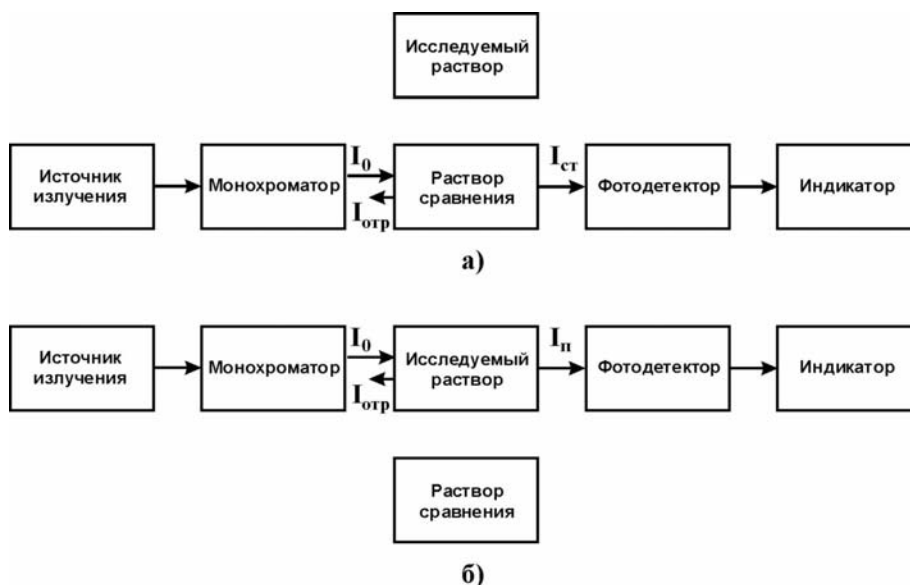 Исследуемый
раствор
Источник
излучения
Монохроматор
I₀
Iотр
Раствор
сравнения
Iст
Фотодетектор
Индикатор
а)
Источник
излучения
Монохроматор
I₀
Iотр
Исследуемый
раствор
Iп
Фотодетектор
Индикатор
Раствор
сравнения
б)